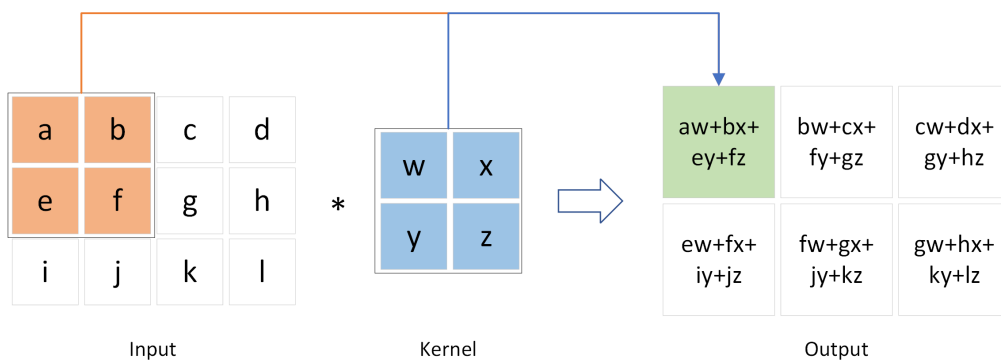 a b c d
e f g h
i j k l
*
w x
y z
aw+bx+
ey+fz
bw+cx+
fy+gz
cw+dx+
gy+hz
ew+fx+
iy+jz
fw+gx+
jy+kz
gw+hx+
ky+lz
Input
Kernel
Output